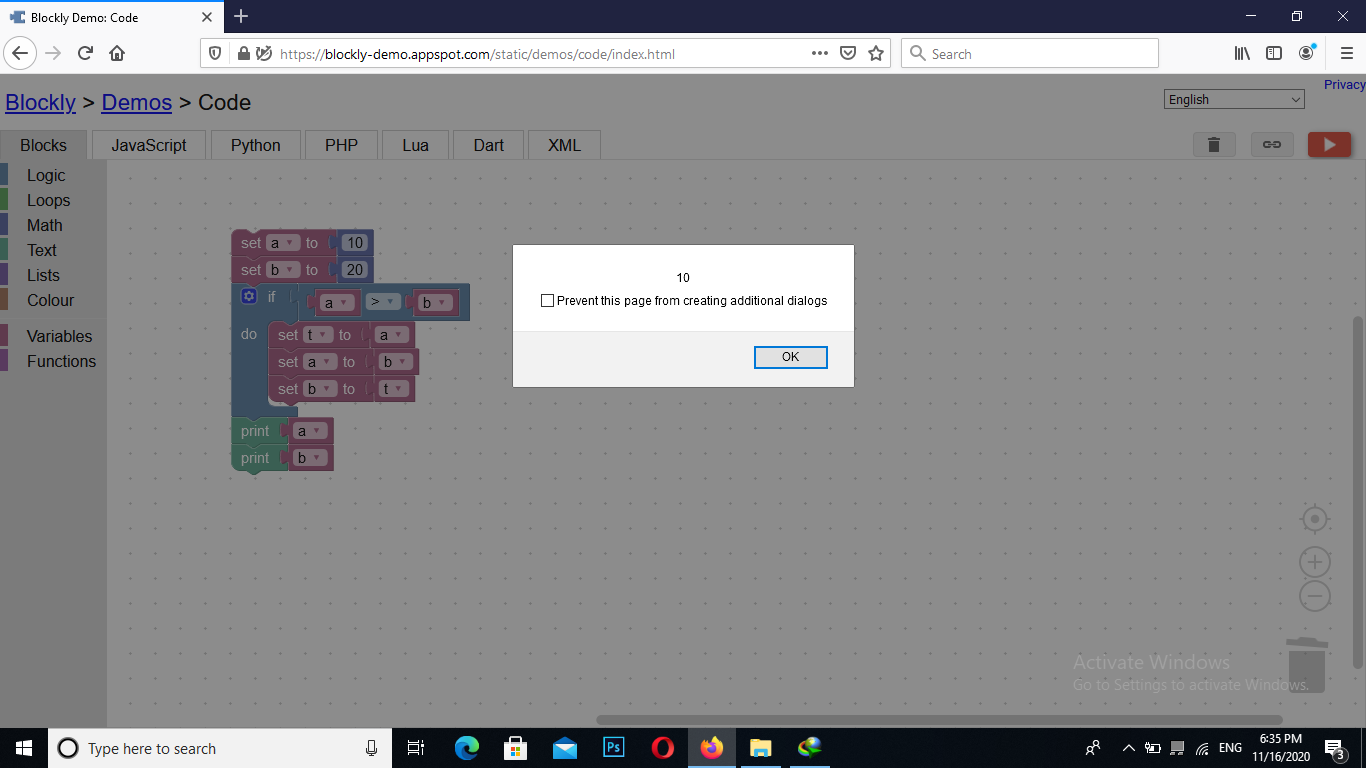 Blockly Demo: Code
https://blockly-demo.appspot.com/static/demos/code/index.html
Search
Privacy
Blockly > Demos > Code
English
Blocks JavaScript Python PHP Lua Dart XML
Logic
Loops
Math
Text
Lists
Colour
Variables
Functions
set a to 10
set b to 20
if a > b
do set t to a
set a to b
set b to t
print a
print b
10
Prevent this page from creating additional dialogs
OK
Activate Windows
Go to Settings to activate Windows.
Type here to search
Ps
ENG
6:35 PM
11/16/2020
3